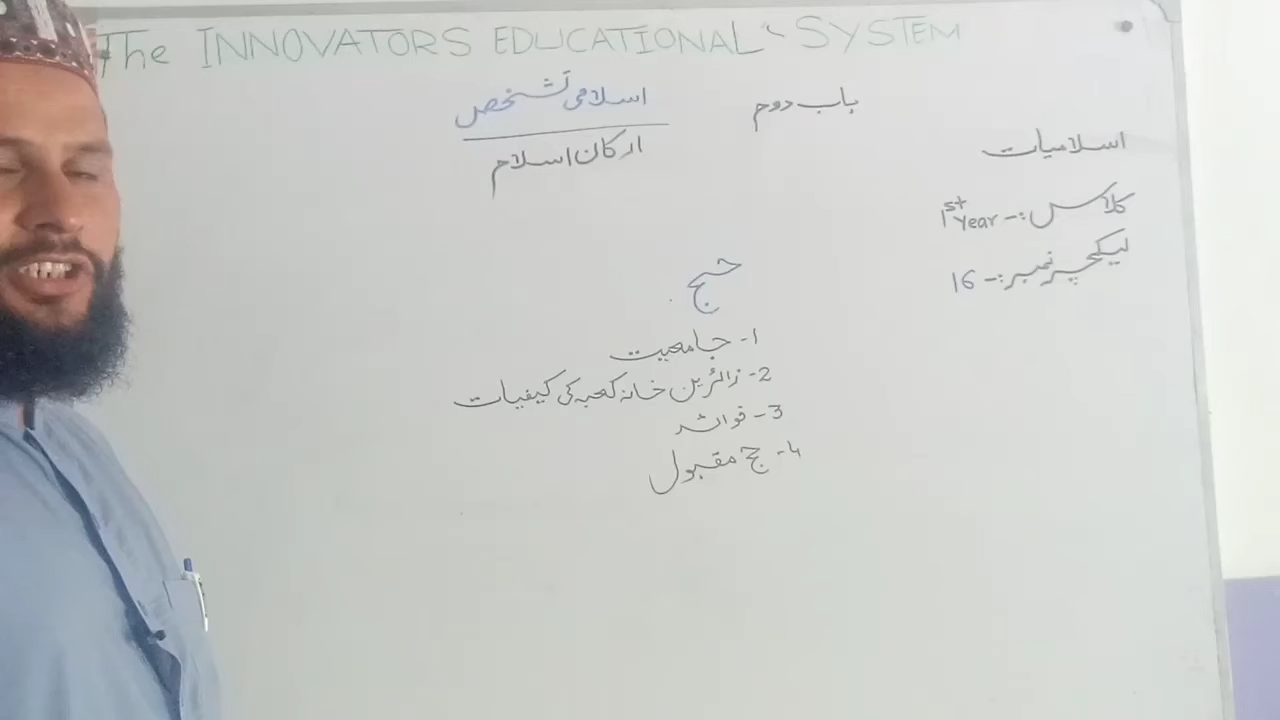 The INNOVATORS EDUCATIONAL SYSTEM
باب دوم
اسلامی تشخص
ارکان اسلام
اسلامیات
کلاس:- 1st Year
لیکچر نمبر:- 16
حج
1- جامعیت
2- زائرین خانہ کعبہ کی کیفیات
3- فوائد
4- حج مقبول